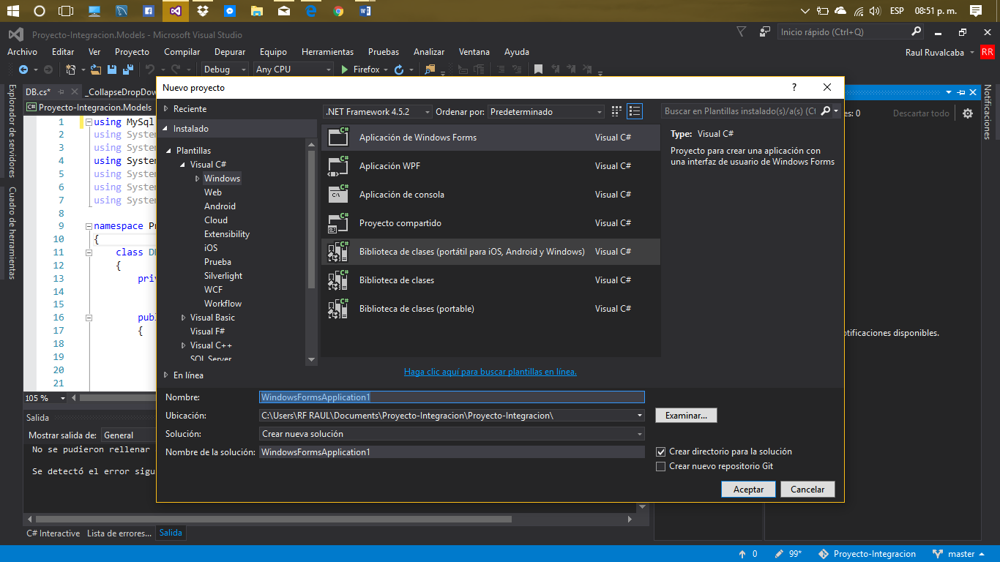 ESP 08:51 p. m.
Proyecto-Integracion.Models - Microsoft Visual Studio
Inicio rápido (Ctrl+Q)
Archivo Editar Ver Proyecto Compilar Depurar Equipo Herramientas Pruebas Analizar Ventana Ayuda
Raul Ruvalcaba RR
Debug Any CPU Firefox
Explorador de servidores
Cuadro de herramientas
DB.cs* _CollapseDropDow
C# Proyecto-Integracion.Models
1 using MySql
2 using System
3 using System
4 using System
5 using System
6 using System
7 using System
8
9 namespace Pr
10 {
11 class DB
12 {
13 priv
14
15
16 publ
17 {
18
19
20
21
105 %
Salida
Mostrar salida de: General
No se pudieron rellenar
Se detectó el error sigu
C# Interactive Lista de errores... Salida
Nuevo proyecto ?
Reciente
Instalado
Plantillas
Visual C#
Windows
Web
Android
Cloud
Extensibility
iOS
Prueba
Silverlight
WCF
Workflow
Visual Basic
Visual F#
Visual C++
SQL Server
En línea
.NET Framework 4.5.2 Ordenar por: Predeterminado
Buscar en Plantillas instalado(s)/a(s) (Ct
Aplicación de Windows Forms Visual C#
Aplicación WPF Visual C#
Aplicación de consola Visual C#
Proyecto compartido Visual C#
Biblioteca de clases (portátil para iOS, Android y Windows) Visual C#
Biblioteca de clases Visual C#
Biblioteca de clases (portable) Visual C#
Type: Visual C#
Proyecto para crear una aplicación con
una interfaz de usuario de Windows Forms
Haga clic aquí para buscar plantillas en línea.
Nombre: WindowsFormsApplication1
Ubicación: C:\Users\RF RAUL\Documents\Proyecto-Integracion\Proyecto-Integracion\
Examinar...
Solución: Crear nueva solución
Nombre de la solución: WindowsFormsApplication1
Crear directorio para la solución
Crear nuevo repositorio Git
Aceptar Cancelar
es: 0 Descartar todo
otificaciones disponibles.
Notificaciones
0 99* Proyecto-Integracion master